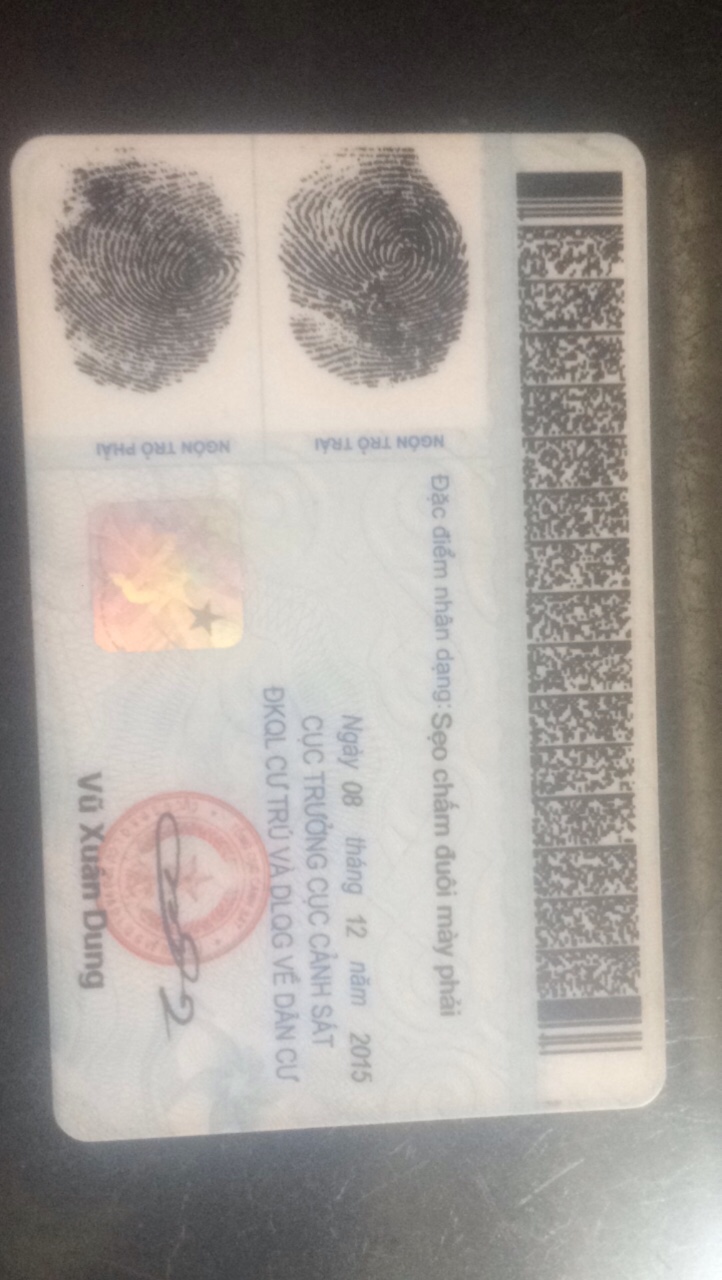 Đặc điểm nhân dạng: Sẹo chấm đuôi mày phải
NGÓN TRỎ TRÁI
NGÓN TRỎ PHẢI
Ngày 08 tháng 12 năm 2015
CỤC TRƯỞNG CỤC CẢNH SÁT
ĐKQL CƯ TRÚ VÀ DLQG VỀ DÂN CƯ
Vũ Xuân Dung